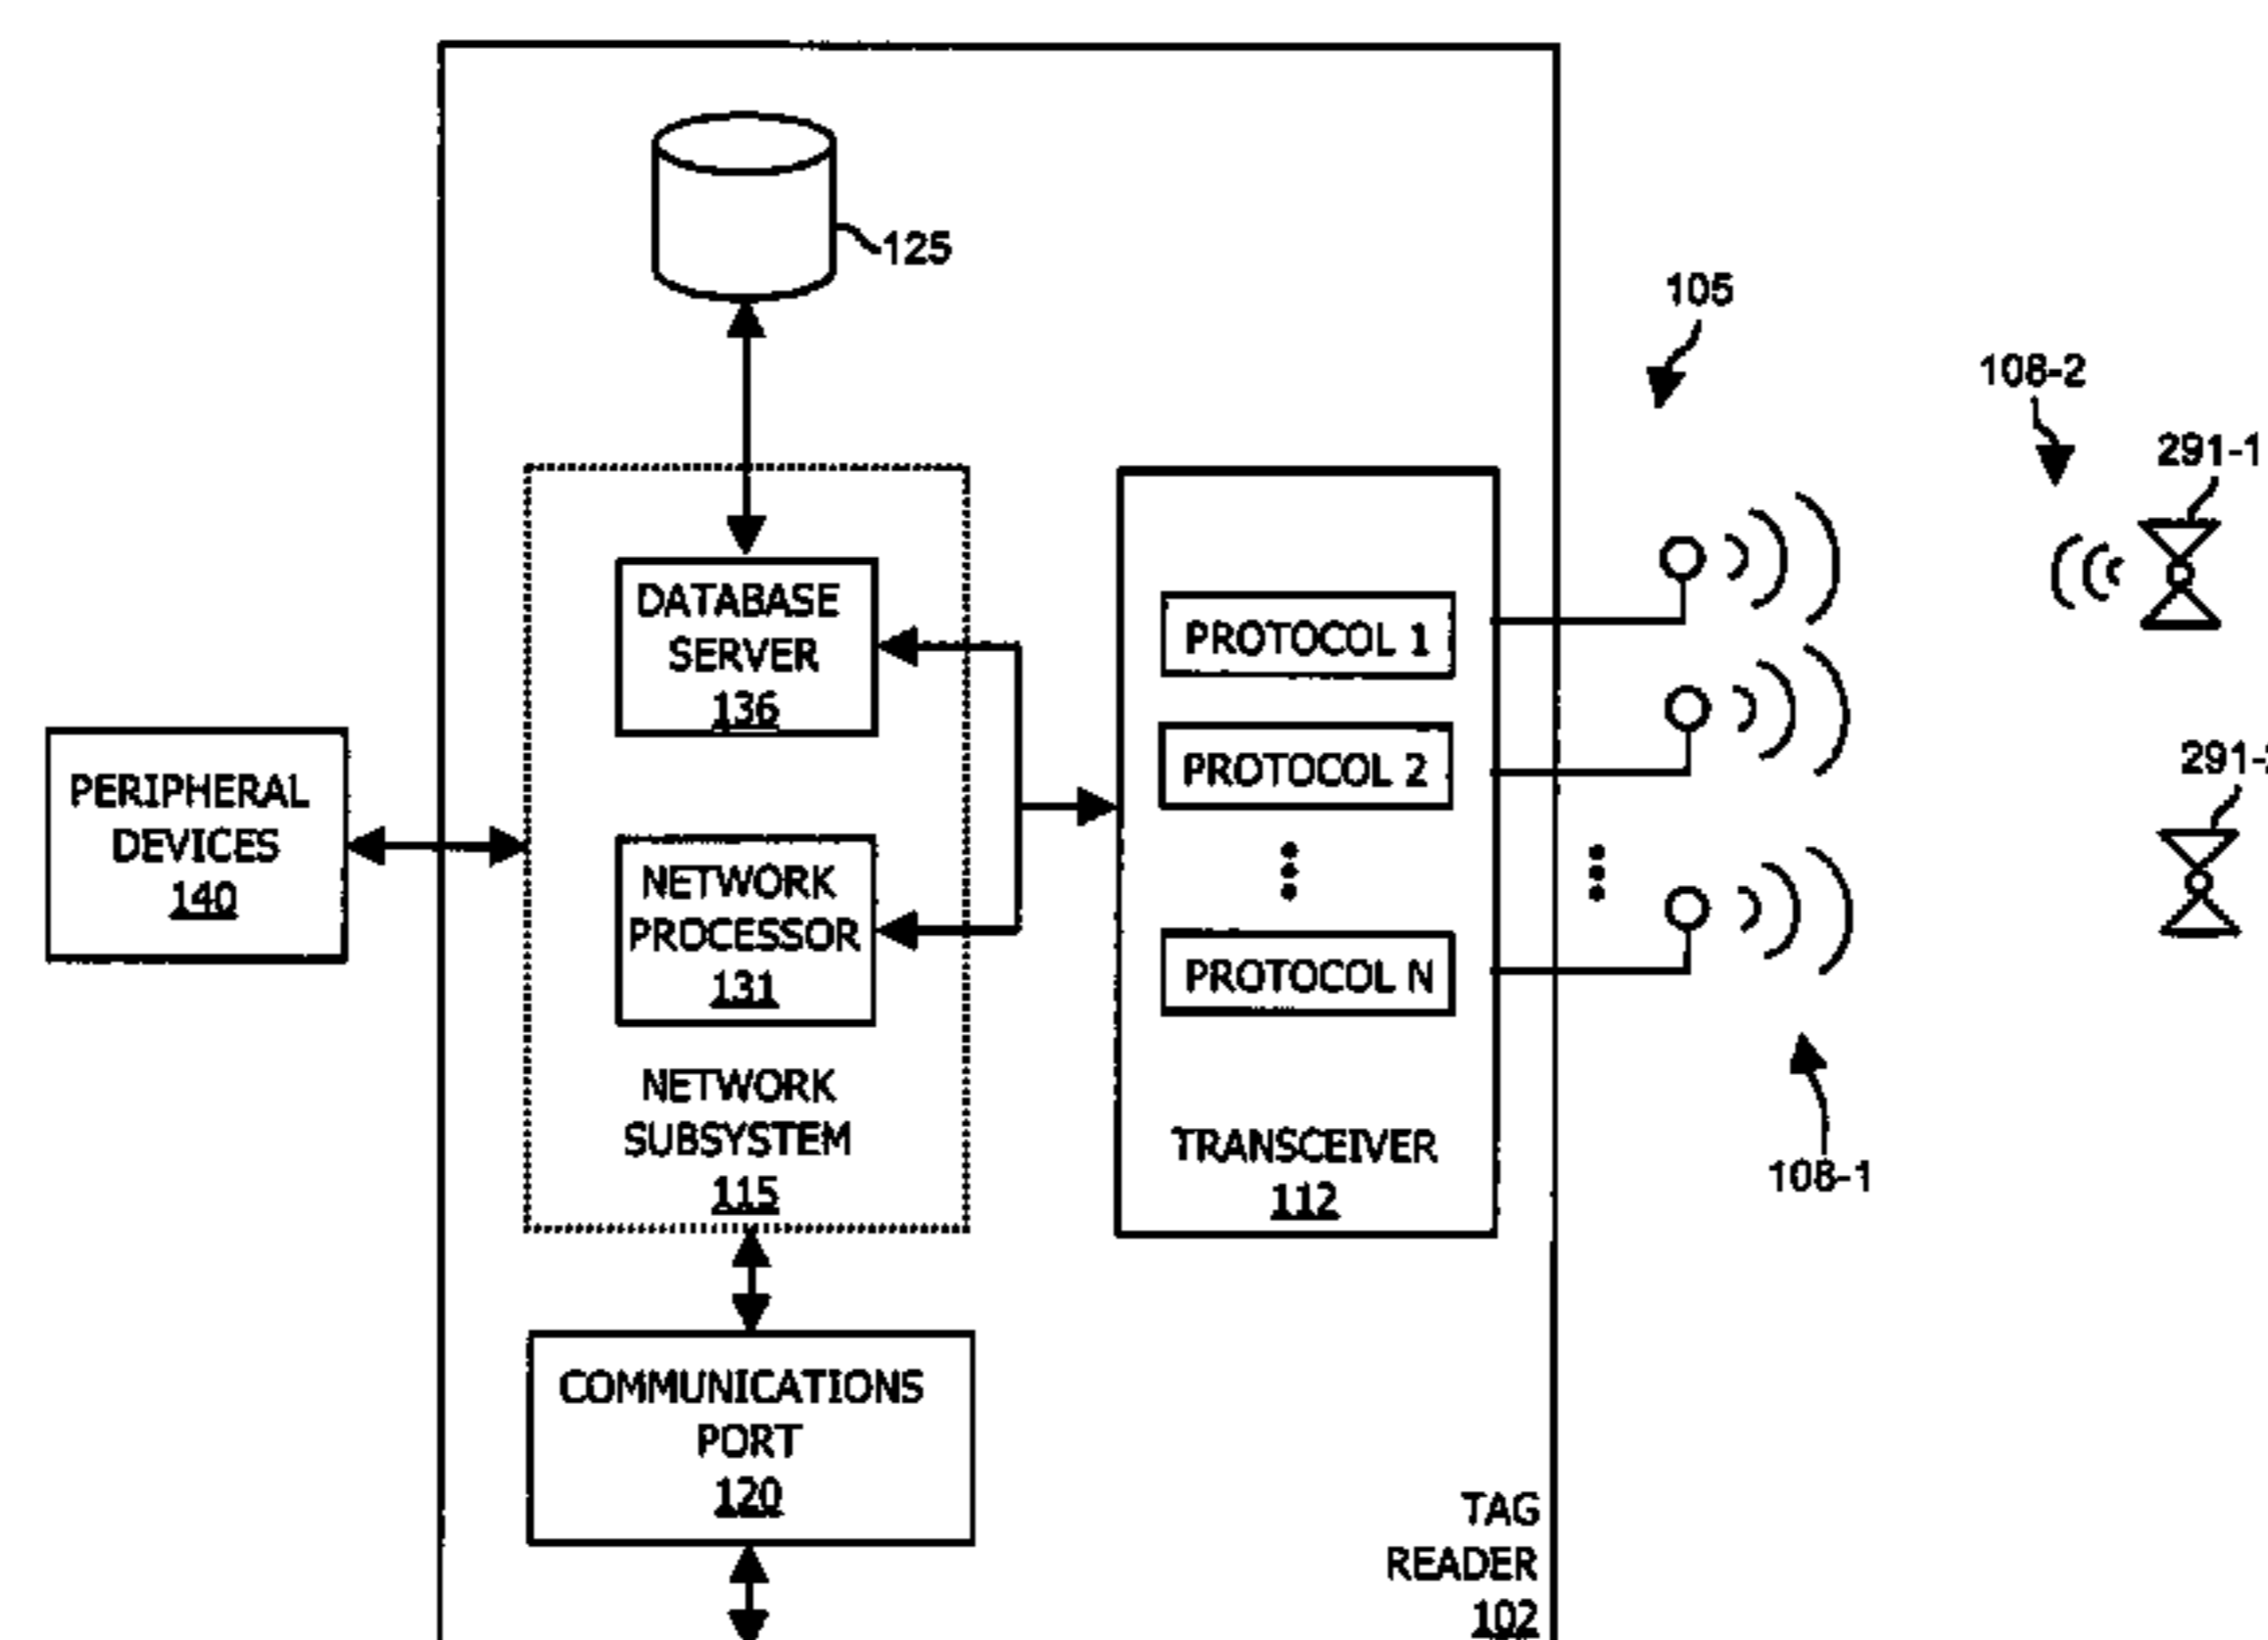 125
105
108-2
291-1
DATABASE
SERVER
136
PROTOCOL 1
PROTOCOL 2
PROTOCOL N
PERIPHERAL
DEVICES
140
NETWORK
PROCESSOR
131
NETWORK
SUBSYSTEM
115
TRANSCEIVER
112
108-1
COMMUNICATIONS
PORT
120
TAG
READER
102